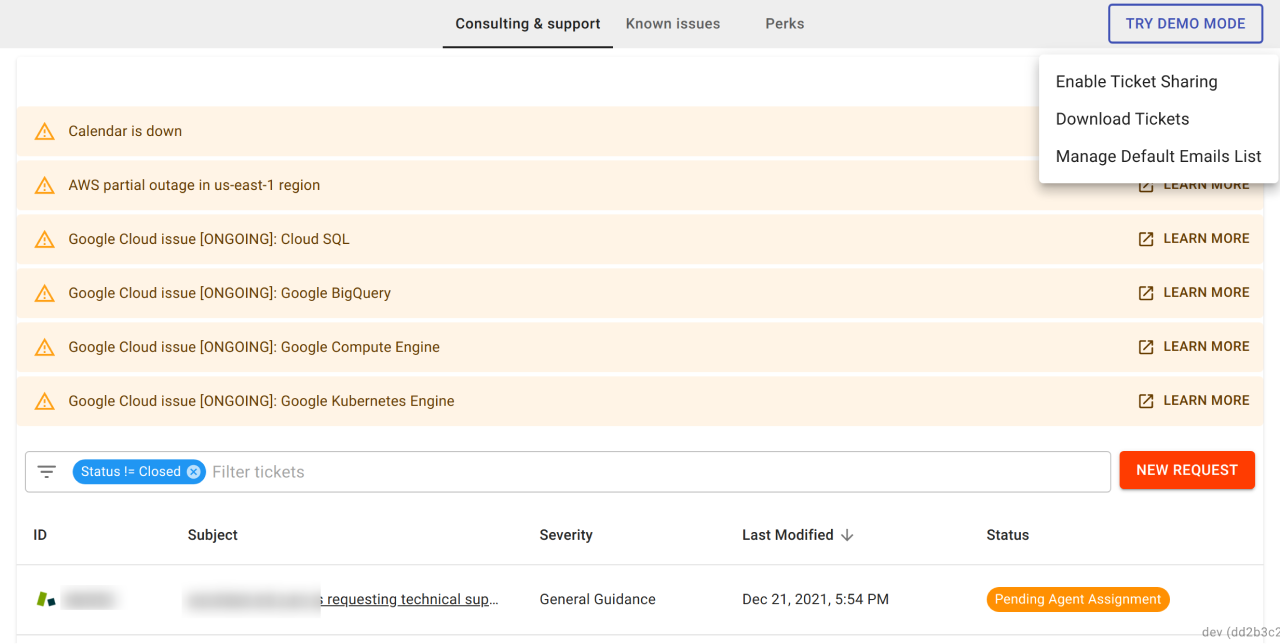 Consulting & support Known issues Perks TRY DEMO MODE
Enable Ticket Sharing
Download Tickets
Manage Default Emails List
Calendar is down
AWS partial outage in us-east-1 region LEARN MORE
Google Cloud issue [ONGOING]: Cloud SQL LEARN MORE
Google Cloud issue [ONGOING]: Google BigQuery LEARN MORE
Google Cloud issue [ONGOING]: Google Compute Engine LEARN MORE
Google Cloud issue [ONGOING]: Google Kubernetes Engine LEARN MORE
Status != Closed Filter tickets NEW REQUEST
ID Subject Severity Last Modified Status
s requesting technical sup... General Guidance Dec 21, 2021, 5:54 PM Pending Agent Assignment
dev (dd2b3c2